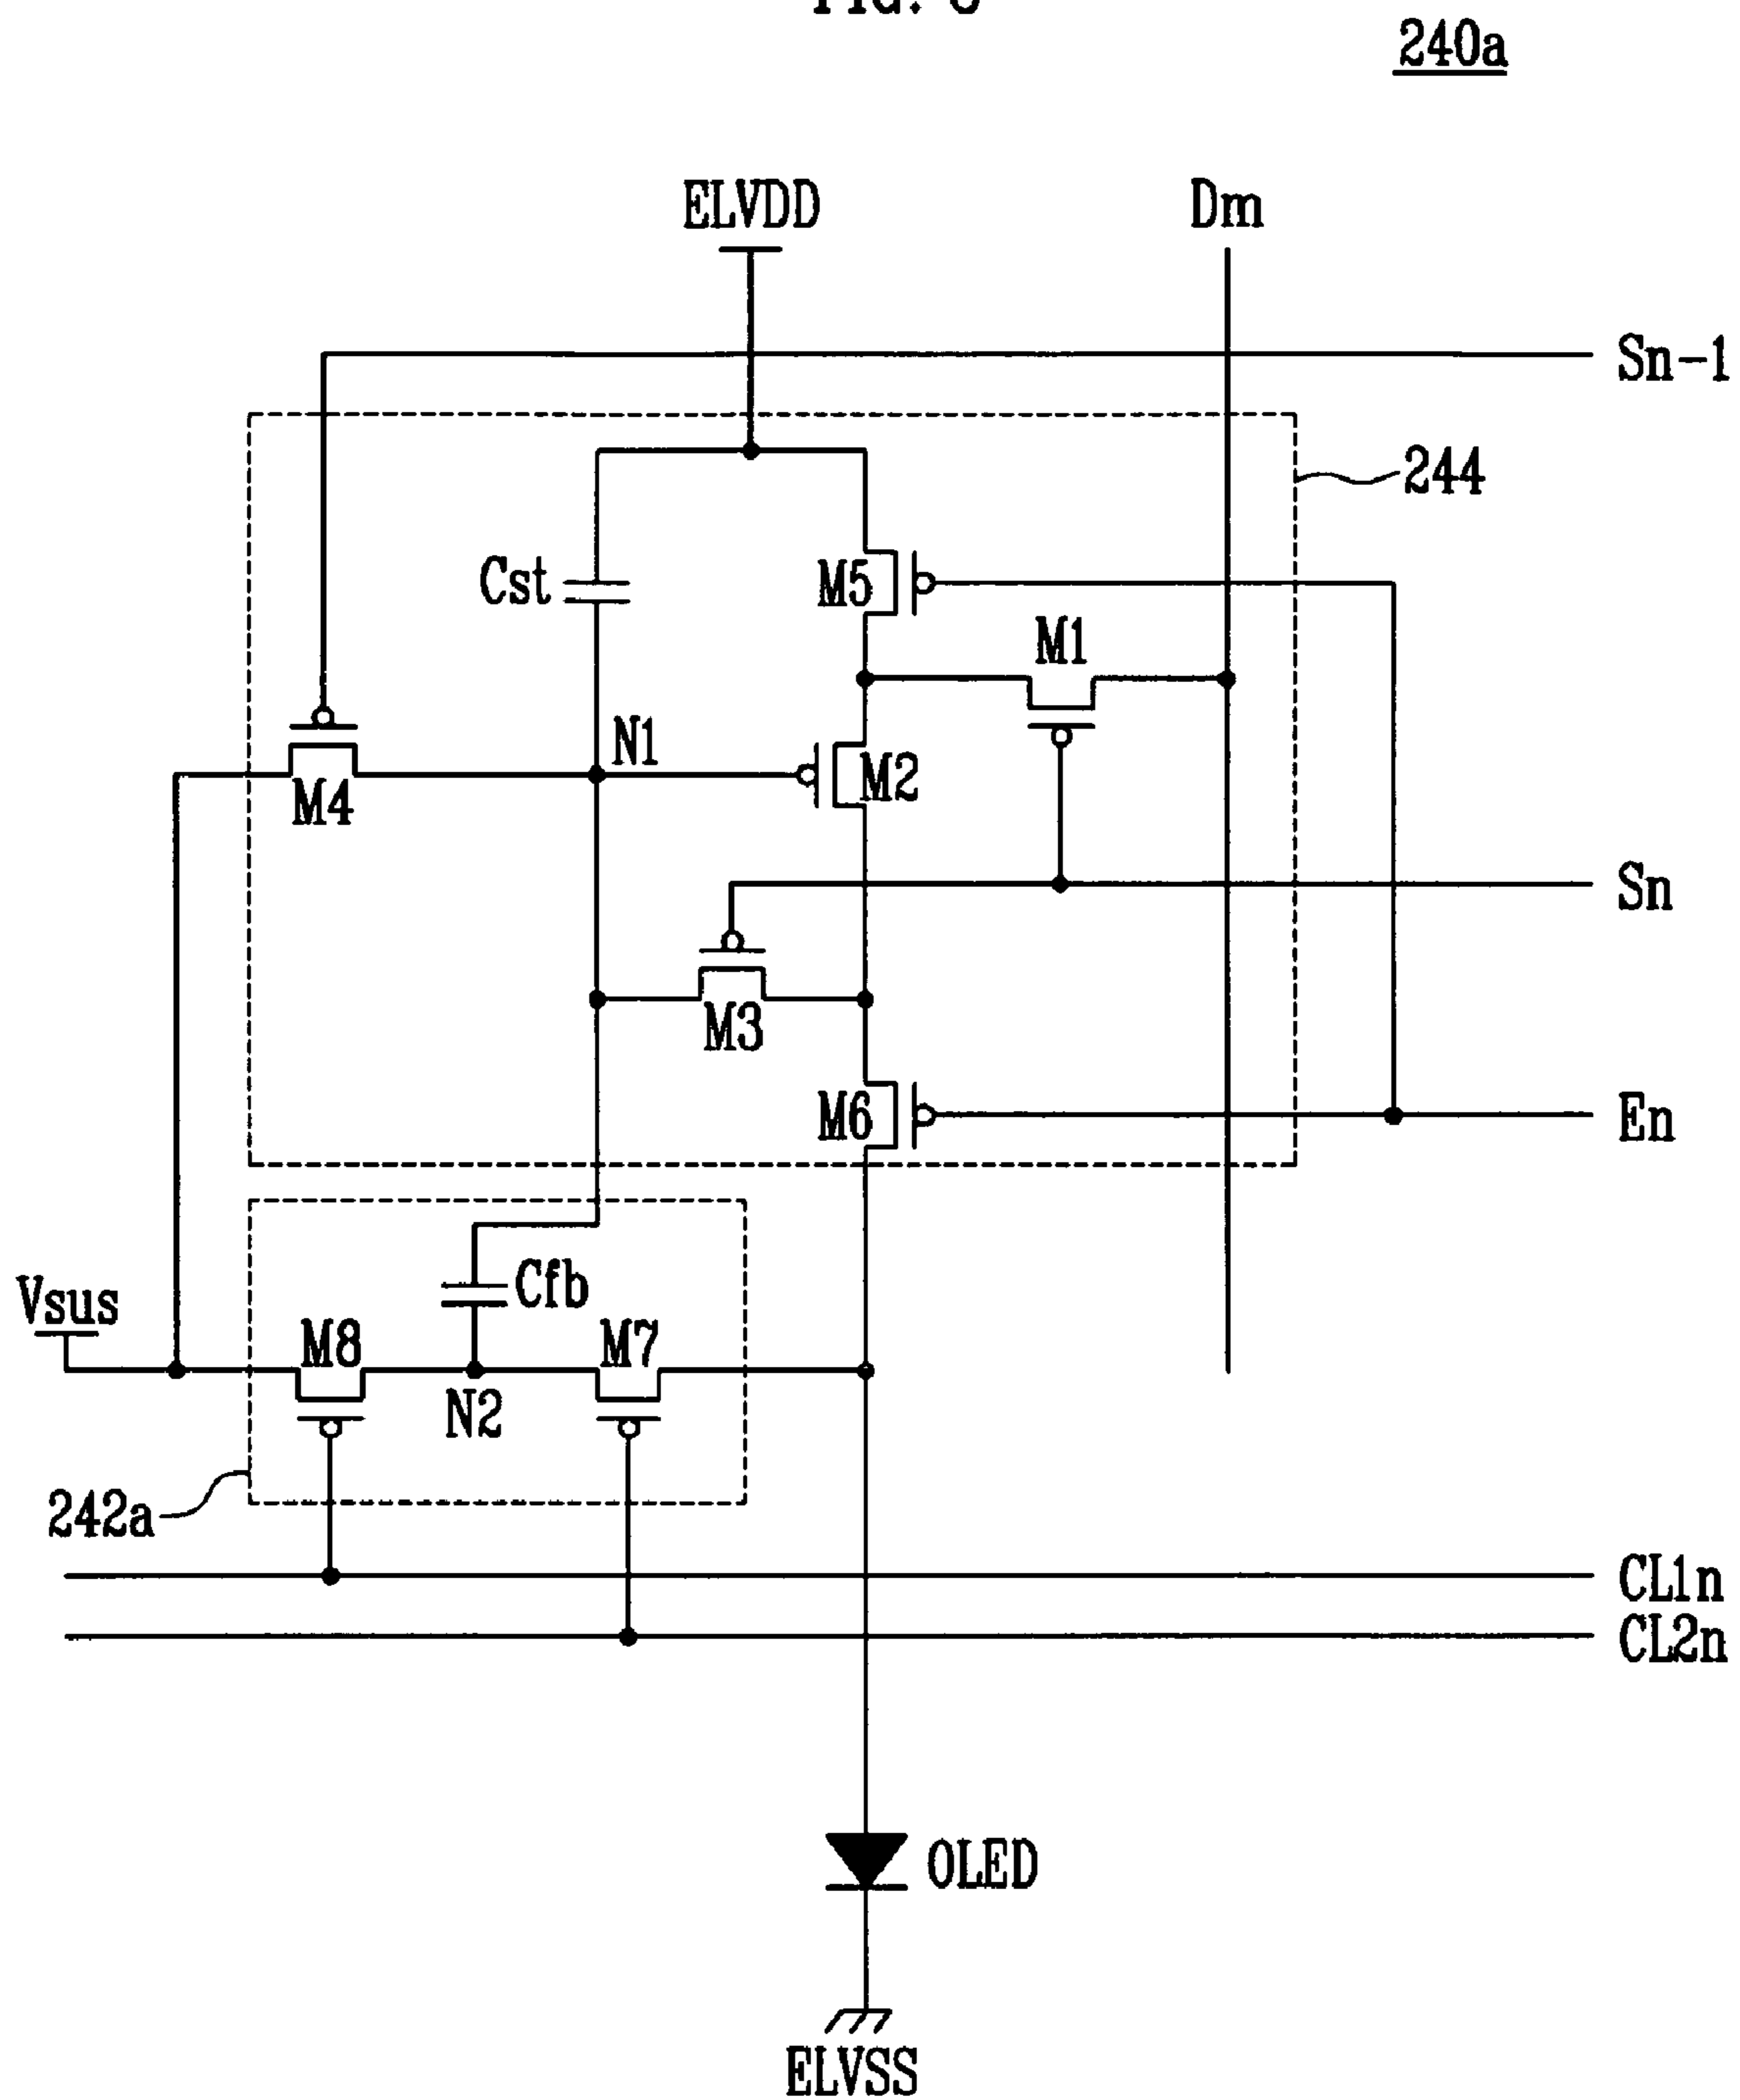 240a
ELVDD
Dm
Sn-1
244
Cst
M5
M1
N1
M2
M4
Sn
M3
M6
En
Vsus
Cfb
M8
M7
N2
242a
CL1n
CL2n
OLED
ELVSS